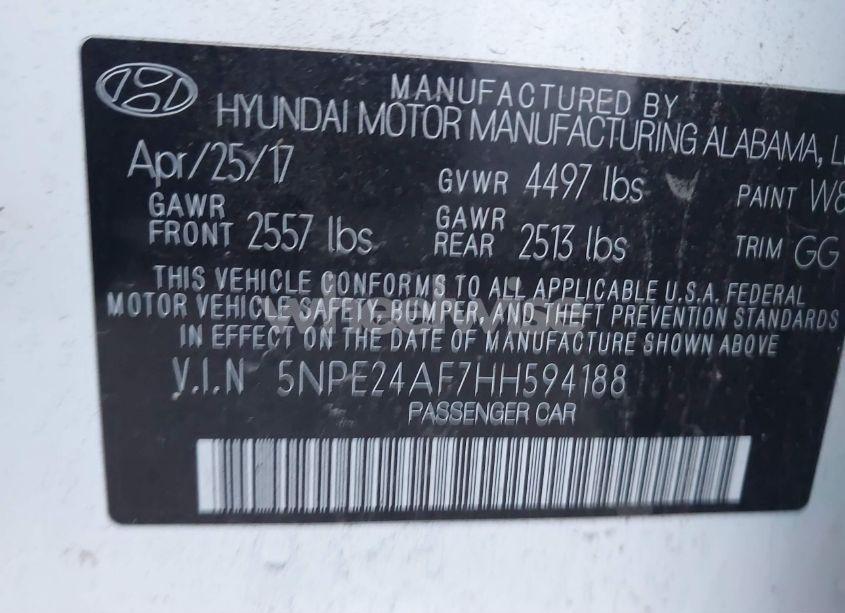 MANUFACTURED BY
HYUNDAI MOTOR MANUFACTURING ALABAMA,
Apr/25/17 GVWR 4497 lbs PAINT W8
GAWR FRONT 2557 lbs GAWR REAR 2513 lbs TRIM GG
THIS VEHICLE CONFORMS TO ALL APPLICABLE U.S.A. FEDERAL
MOTOR VEHICLE SAFETY, BUMPER, AND THEFT PREVENTION STANDARDS
IN EFFECT ON THE DATE OF MANUFACTURE SHOWN ABOVE
V.I.N 5NPE24AF7HH594188
PASSENGER CAR
wheelwise